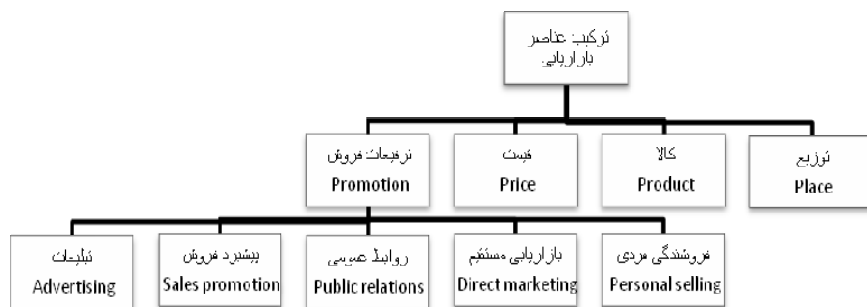 ترکیب عناصر
بازاریابی
ترفیعات فروش
Promotion
قیمت
Price
کالا
Product
توزیع
Place
تبلیغات
Advertising
پیشبرد فروش
Sales promotion
روابط عمومی
Public relations
بازاریابی مستقیم
Direct marketing
فروشندگی فردی
Personal selling